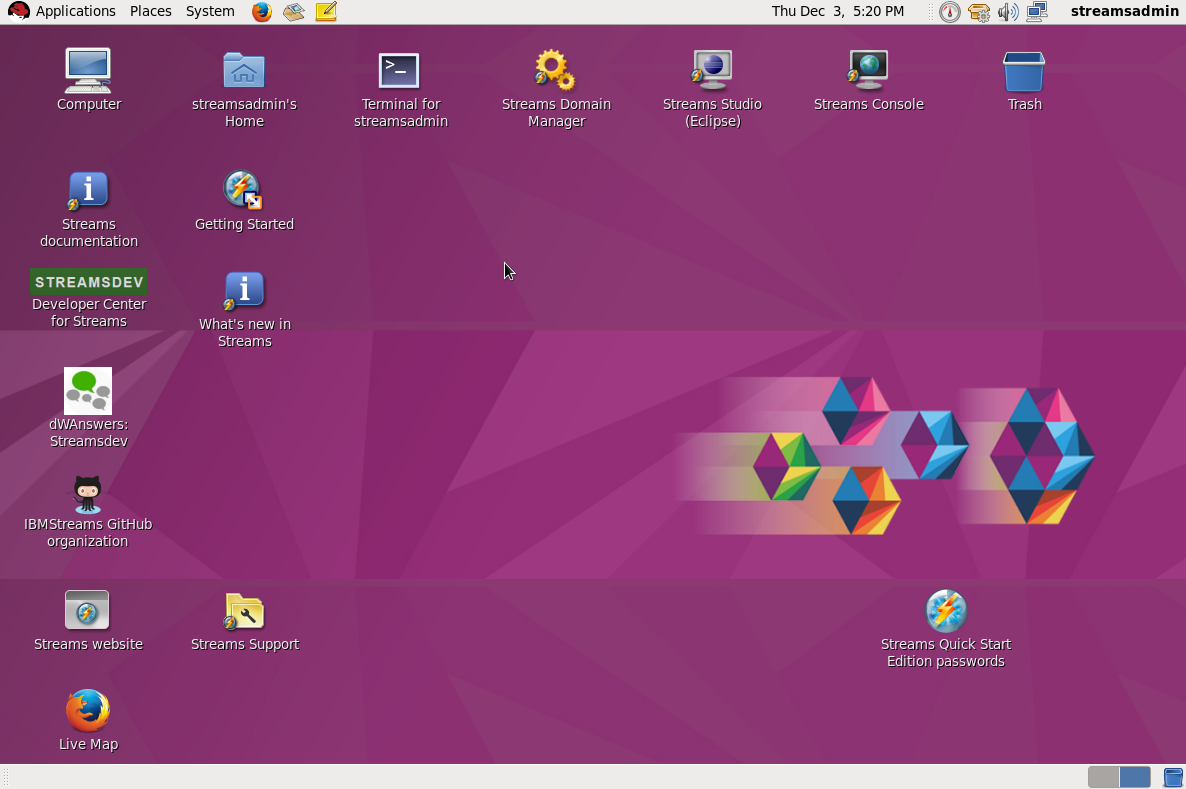 Applications Places System Thu Dec 3, 5:20 PM streamsadmin
Computer
streamsadmin's
Home
Terminal for
streamsadmin
Streams Domain
Manager
Streams Studio
(Eclipse)
Streams Console
Trash
Streams
documentation
Getting Started
STREAMSDEV
Developer Center
for Streams
What's new in
Streams
dWAnswers:
Streamsdev
IBMStreams GitHub
organization
Streams website
Streams Support
Streams Quick Start
Edition passwords
Live Map